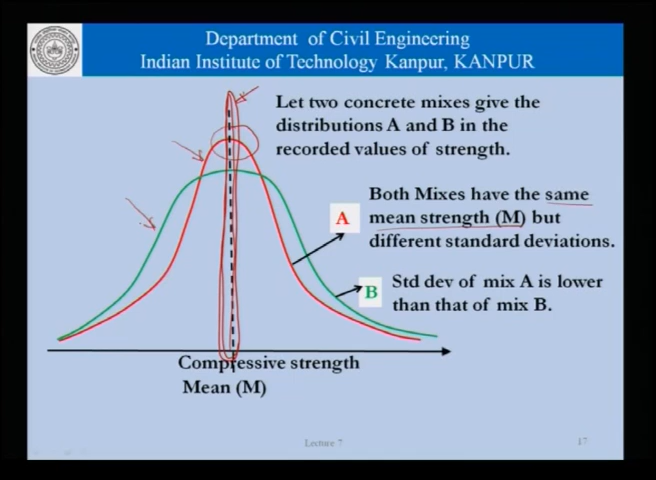 Department of Civil Engineering
Indian Institute of Technology Kanpur, KANPUR
Let two concrete mixes give the
distributions A and B in the
recorded values of strength.
Both Mixes have the same
mean strength (M) but
different standard deviations.
A
Std dev of mix A is lower
than that of mix B.
B
Compressive strength
Mean (M)
Lecture 7
17